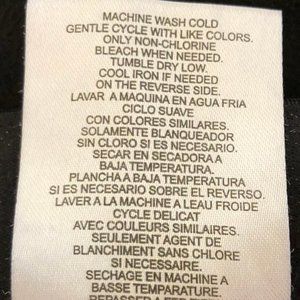 MACHINE WASH COLD
GENTLE CYCLE WITH LIKE COLORS.
ONLY NON-CHLORINE
BLEACH WHEN NEEDED.
TUMBLE DRY LOW.
COOL IRON IF NEEDED
ON THE REVERSE SIDE.
LAVAR A MAQUINA EN AGUA FRIA
CICLO SUAVE
CON COLORES SIMILARES.
SOLAMENTE BLANQUEADOR
SIN CLORO SI ES NECESARIO.
SECAR EN SECADORA A
BAJA TEMPERATURA.
PLANCHA A BAJA TEMPERATURA
SI ES NECESARIO SOBRE EL REVERSO.
LAVER A LA MACHINE A LEAU FROIDE
CYCLE DELICAT
AVEC COULEURS SIMILAIRES.
SEULEMENT AGENT DE
BLANCHIMENT SANS CHLORE
SI NECESSAIRE.
SECHAGE EN MACHINE A
BASSE TEMPARATURE.
REPASSER A